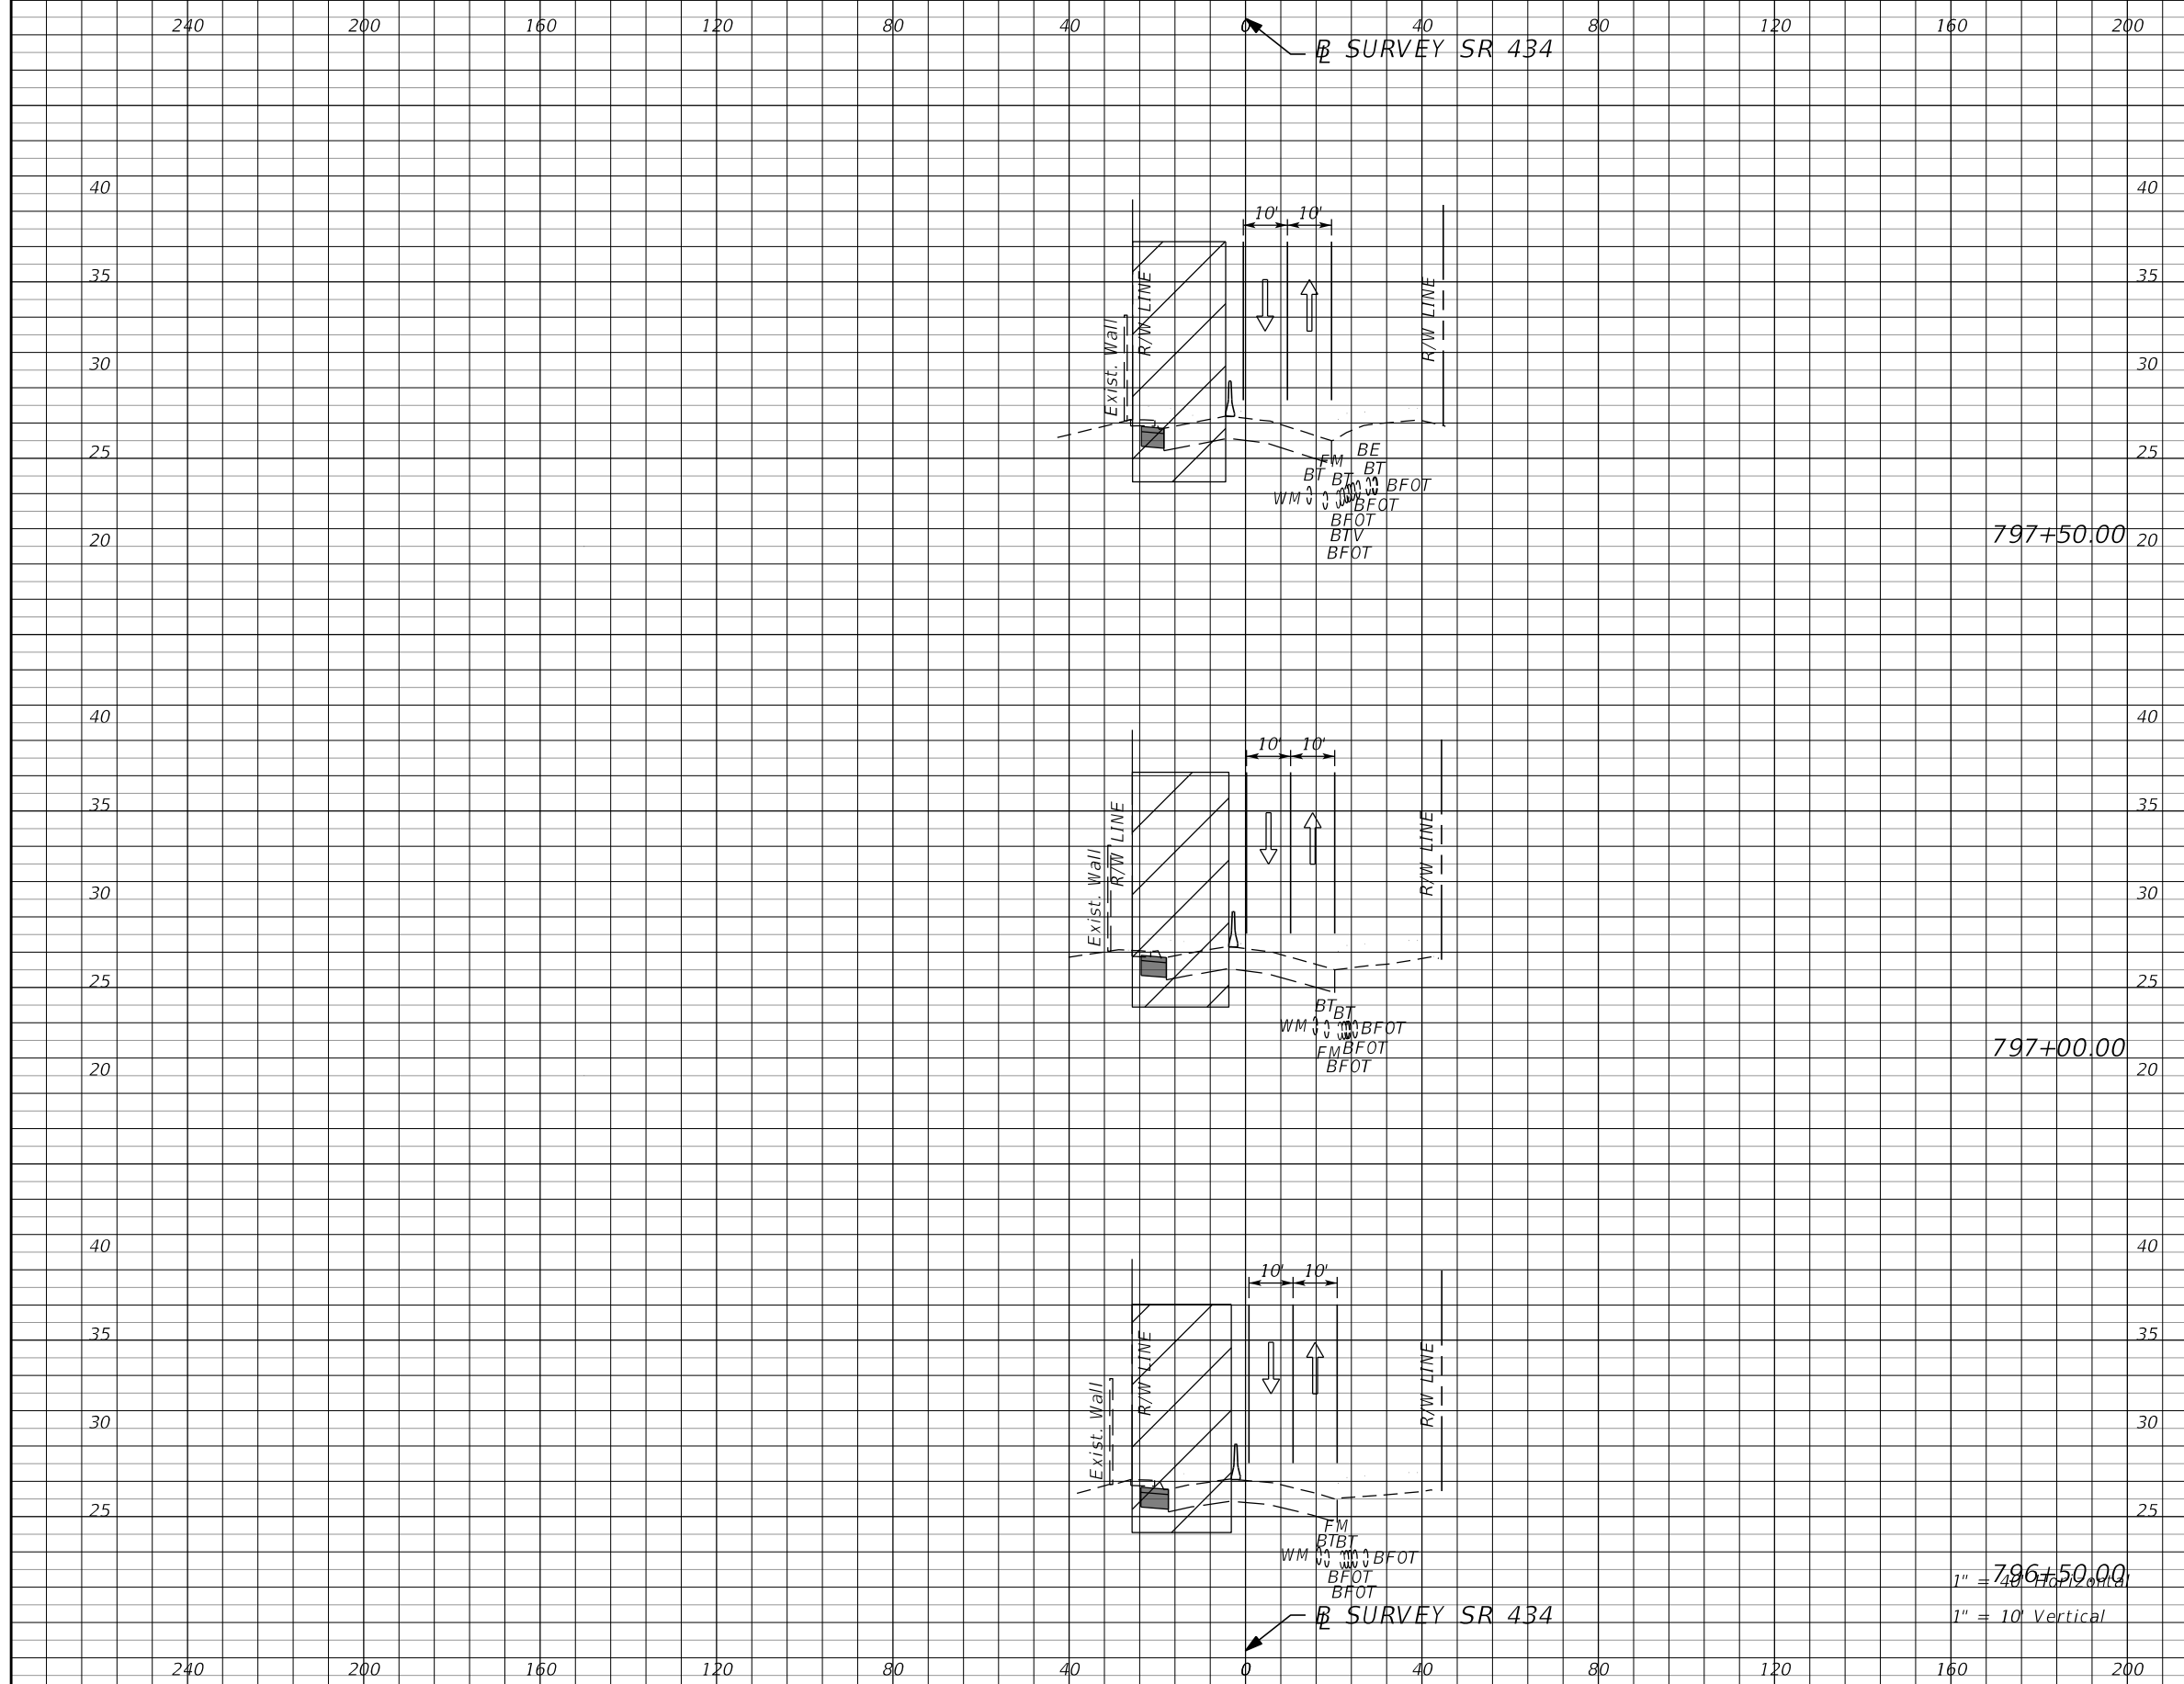 240 200 160 120 80 40 0 40 80 120 160 200
BL SURVEY SR 434
40 40
10' 10'
35 35
R/W LINE R/W LINE
Exist. Wall
30 30
25 25
BE
FM
BT BT
BT
WM BFOT
BFOT
BFOT
BTV
BFOT
797+50.00
20 20
40 40
10' 10'
35 35
R/W LINE R/W LINE
Exist. Wall
30 30
25 25
BT BT
WM BFOT
FM BFOT
BFOT
797+00.00
20 20
40 40
10' 10'
35 35
R/W LINE R/W LINE
Exist. Wall
30 30
25 25
FM
BT BT
WM BFOT
BFOT
BFOT
796+50.00
1" = 40' Horizontal
1" = 10' Vertical
BL SURVEY SR 434
240 200 160 120 80 40 0 40 80 120 160 200